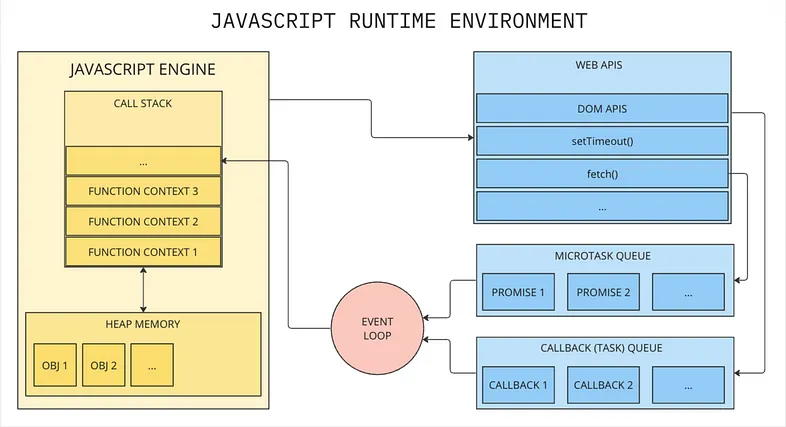 JAVASCRIPT RUNTIME ENVIRONMENT
JAVASCRIPT ENGINE
CALL STACK
...
FUNCTION CONTEXT 3
FUNCTION CONTEXT 2
FUNCTION CONTEXT 1
HEAP MEMORY
OBJ 1
OBJ 2
...
EVENT
LOOP
WEB APIS
DOM APIS
setTimeout()
fetch()
...
MICROTASK QUEUE
PROMISE 1
PROMISE 2
...
CALLBACK (TASK) QUEUE
CALLBACK 1
CALLBACK 2
...